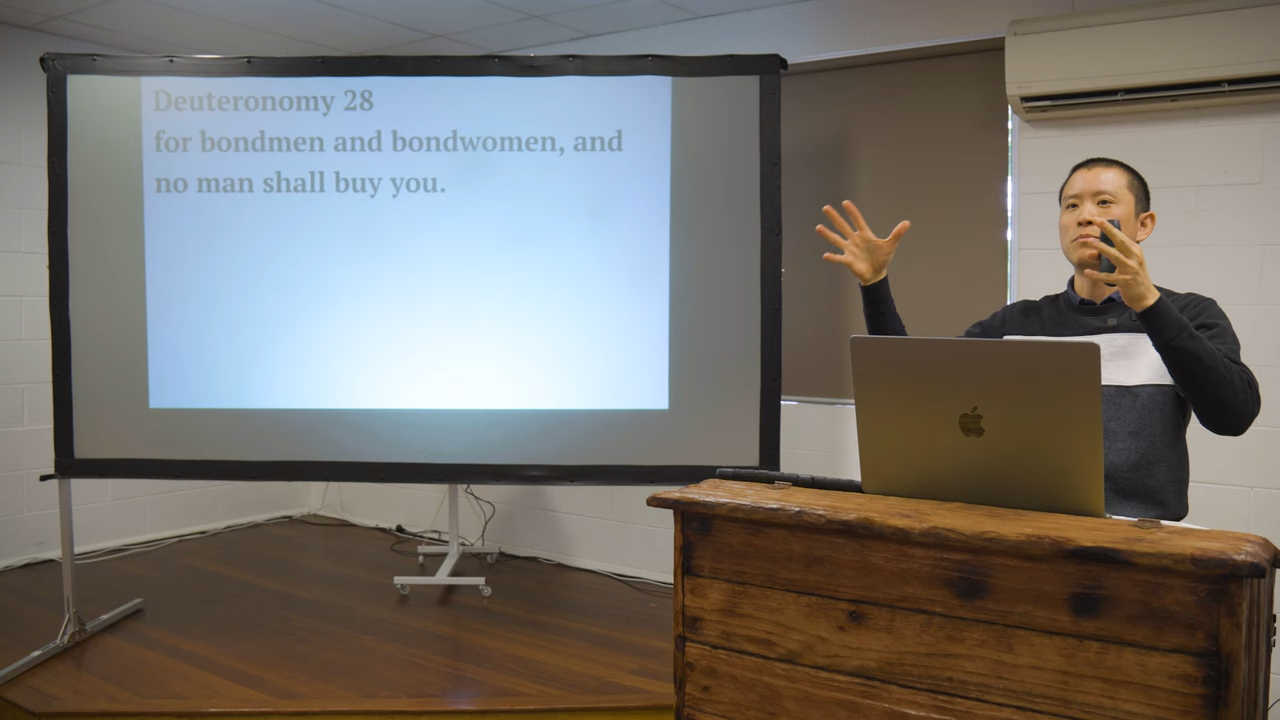 Deuteronomy 28
for bondmen and bondwomen, and
no man shall buy you.